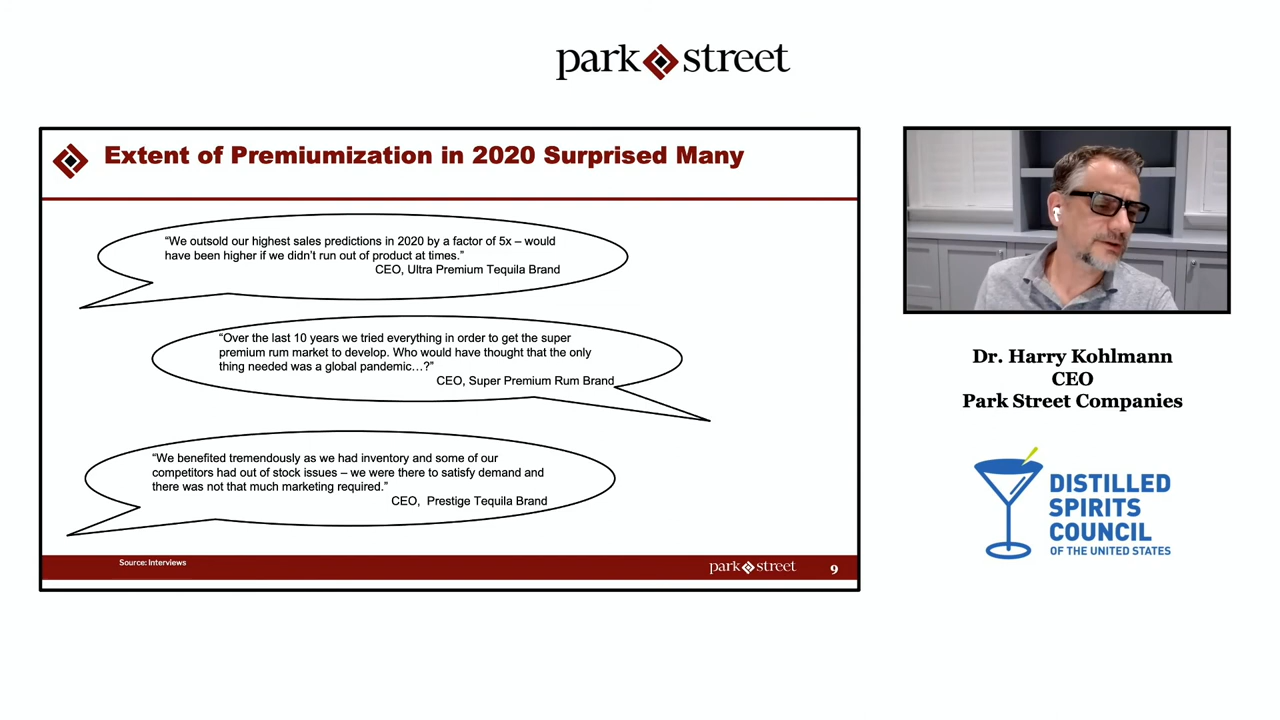 park street
Extent of Premiumization in 2020 Surprised Many
“We outsold our highest sales predictions in 2020 by a factor of 5x – would
have been higher if we didn’t run out of product at times.”
CEO, Ultra Premium Tequila Brand
“Over the last 10 years we tried everything in order to get the super
premium rum market to develop. Who would have thought that the only
thing needed was a global pandemic…?”
CEO, Super Premium Rum Brand
“We benefited tremendously as we had inventory and some of our
competitors had out of stock issues – we were there to satisfy demand and
there was not that much marketing required.”
CEO, Prestige Tequila Brand
Source: Interviews
park street
9
Dr. Harry Kohlmann
CEO
Park Street Companies
DISTILLED
SPIRITS
COUNCIL
OF THE UNITED STATES